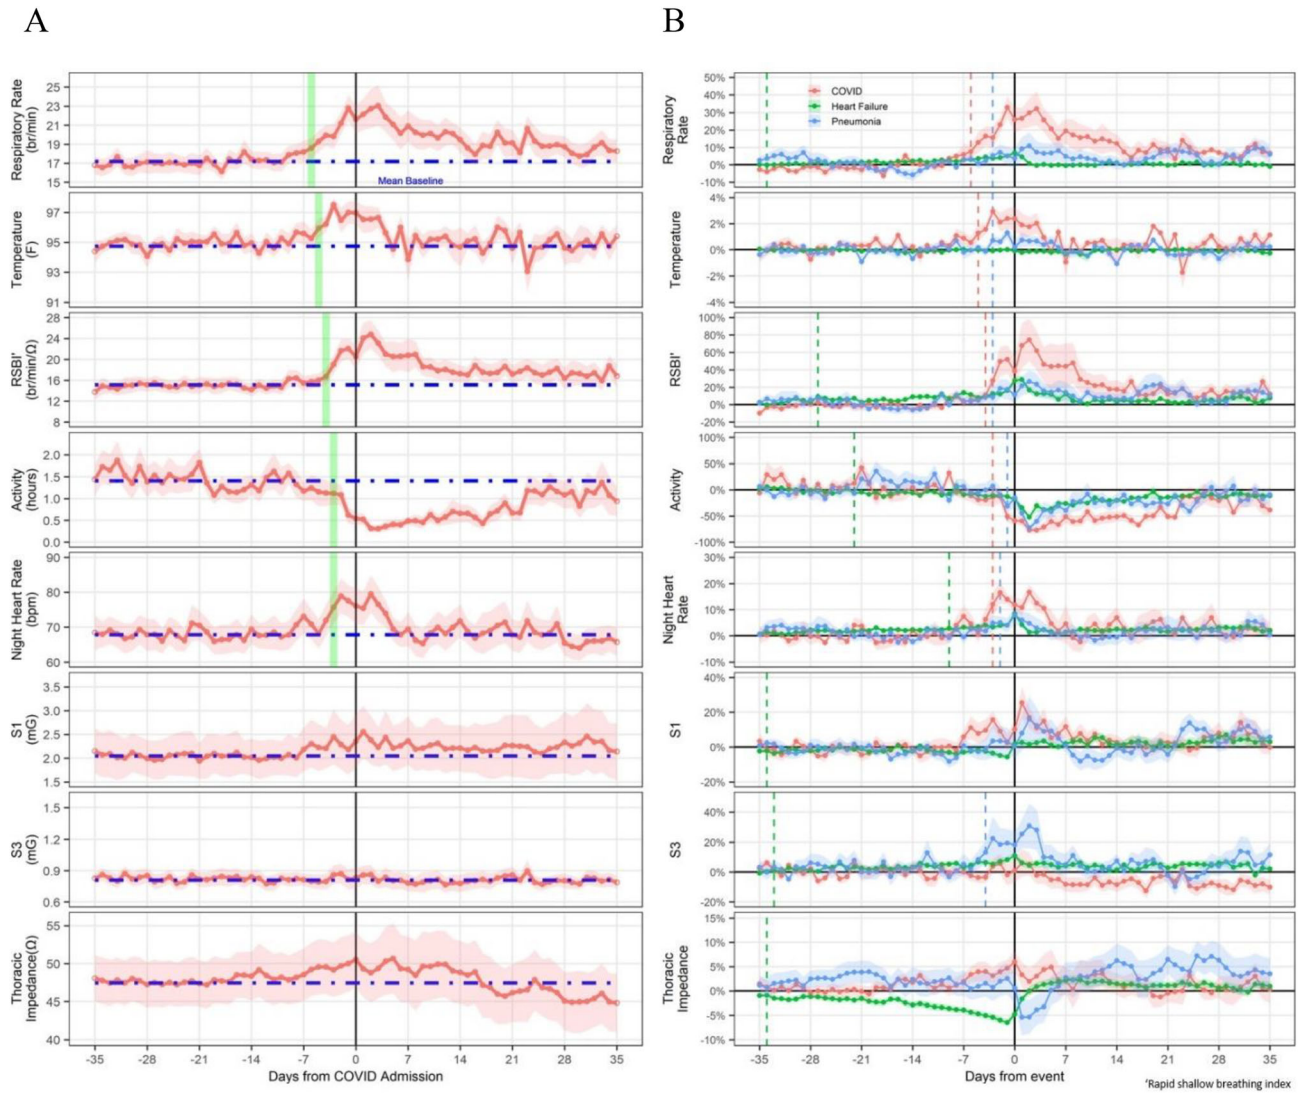 A
B
Respiratory Rate
(br/min)
25
23
21
19
17
15
Mean Baseline
Temperature
(F)
97
95
93
91
RSBI'
(br/min/Ω)
28
24
20
16
12
8
Activity
(hours)
2.0
1.5
1.0
0.5
0.0
Night Heart Rate
(bpm)
90
80
70
60
S1
(mG)
3.5
3.0
2.5
2.0
1.5
S3
(mG)
1.5
1.2
0.9
0.6
Thoracic
Impedance(Ω)
55
50
45
40
-35 -28 -21 -14 -7 0 7 14 21 28 35
Days from COVID Admission
Respiratory
Rate
50%
40%
30%
20%
10%
0%
-10%
COVID
Heart Failure
Pneumonia
Temperature
4%
2%
0%
-2%
-4%
RSBI'
100%
80%
60%
40%
20%
0%
-20%
Activity
100%
50%
0%
-50%
-100%
Night Heart
Rate
30%
20%
10%
0%
-10%
S1
40%
20%
0%
-20%
S3
40%
20%
0%
-20%
Thoracic
Impedance
15%
10%
5%
0%
-5%
-10%
-35 -28 -21 -14 -7 0 7 14 21 28 35
Days from event
'Rapid shallow breathing index